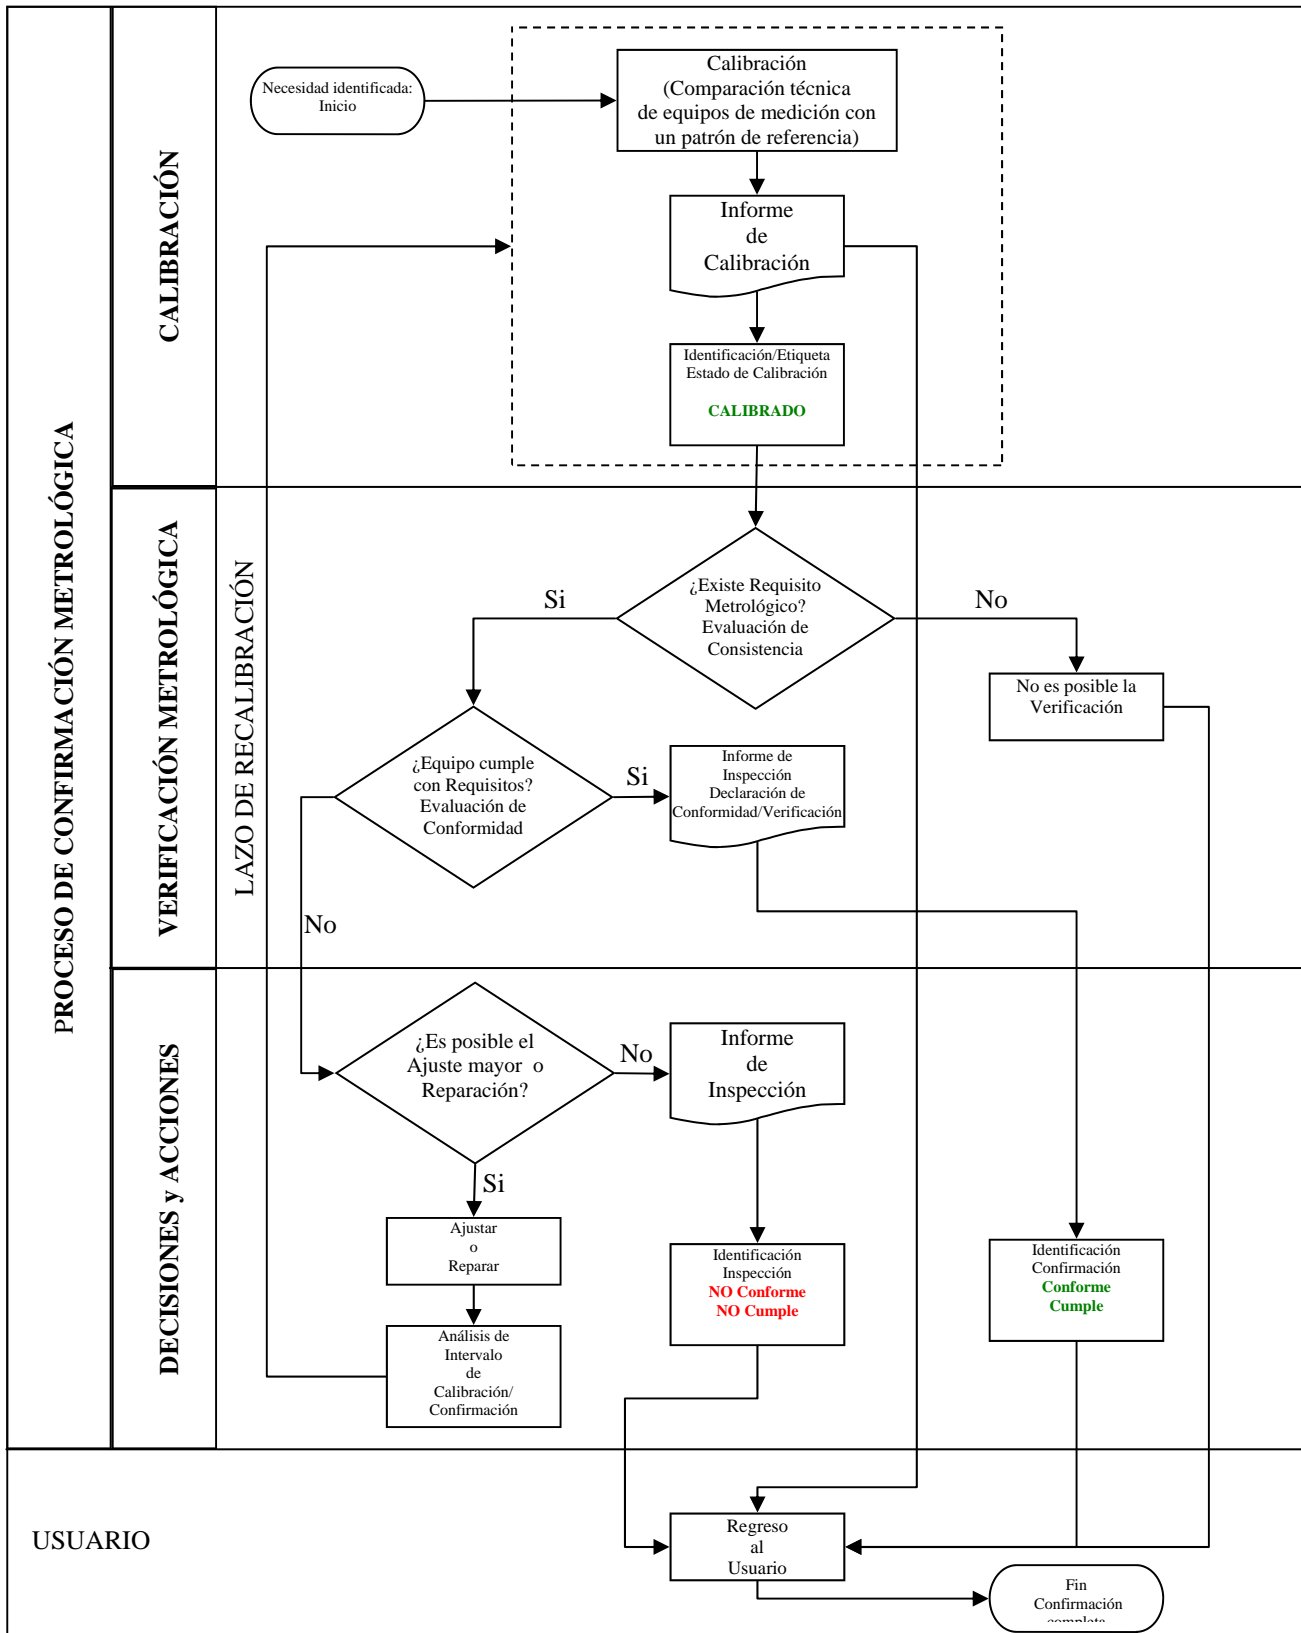 PROCESO DE CONFIRMACIÓN METROLÓGICA
CALIBRACIÓN
Necesidad identificada:
Inicio
Calibración
(Comparación técnica
de equipos de medición con
un patrón de referencia)
Informe
de
Calibración
Identificación/Etiqueta
Estado de Calibración
CALIBRADO
VERIFICACIÓN METROLÓGICA
LAZO DE RECALIBRACIÓN
¿Existe Requisito
Metrológico?
Evaluación de
Consistencia
Si
No
No es posible la
Verificación
¿Equipo cumple
con Requisitos?
Evaluación de
Conformidad
Si
Informe de
Inspección
Declaración de
Conformidad/Verificación
No
DECISIONES y ACCIONES
¿Es posible el
Ajuste mayor o
Reparación?
No
Informe
de
Inspección
Si
Ajustar
o
Reparar
Identificación
Inspección
NO Conforme
NO Cumple
Identificación
Confirmación
Conforme
Cumple
Análisis de
Intervalo
de
Calibración/
Confirmación
USUARIO
Regreso
al
Usuario
Fin
Confirmación
completa